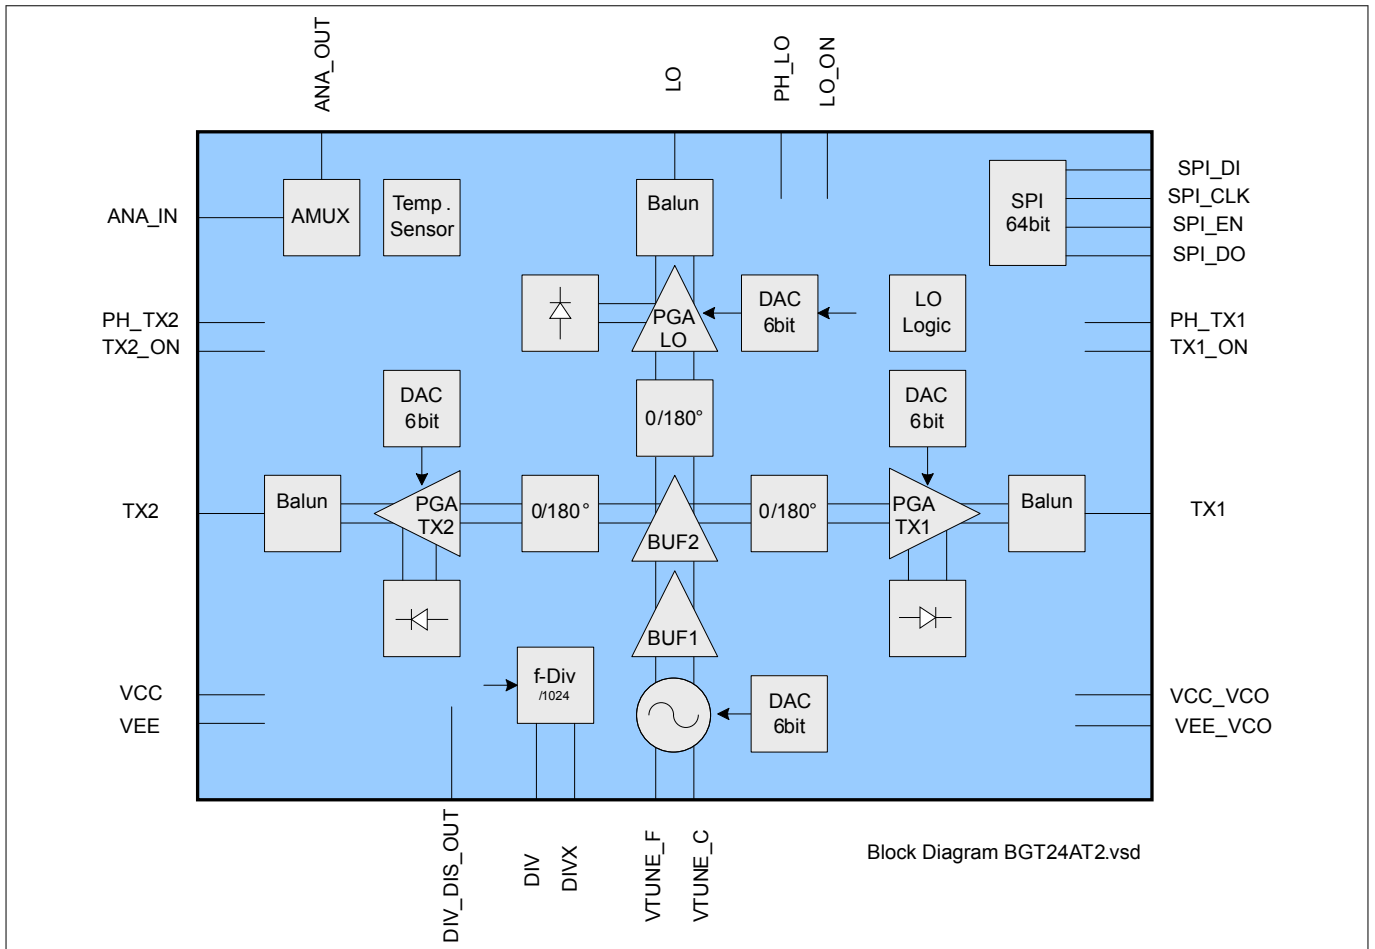 ANA_OUT
LO
PH_LO
LO_ON
ANA_IN
AMUX
Temp .
Sensor
Balun
SPI
64bit
SPI_DI
SPI_CLK
SPI_EN
SPI_DO
PH_TX2
TX2_ON
PGA
LO
DAC
6bit
LO
Logic
PH_TX1
TX1_ON
DAC
6bit
0/180°
DAC
6bit
TX2
Balun
PGA
TX2
0/180°
BUF2
0/180°
PGA
TX1
Balun
TX1
BUF1
VCC
VEE
f-Div
/1024
DAC
6bit
VCC_VCO
VEE_VCO
DIV_DIS_OUT
DIV
DIVX
VTUNE_F
VTUNE_C
Block Diagram BGT24AT2.vsd